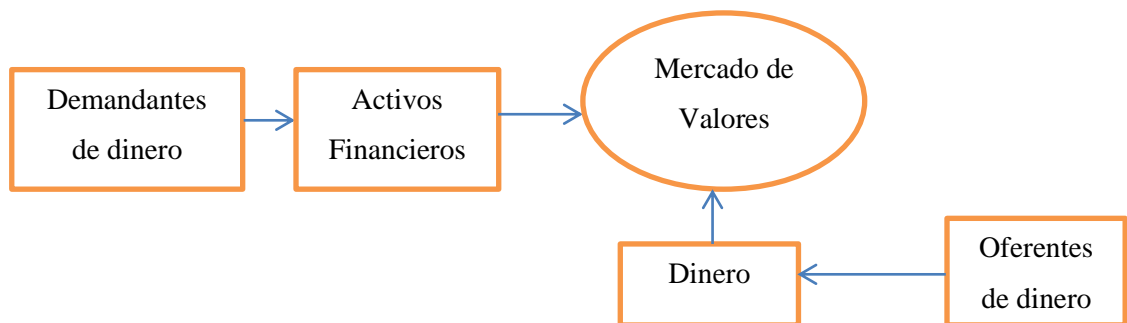 Demandantes
de dinero
Activos
Financieros
Mercado de
Valores
Dinero
Oferentes
de dinero